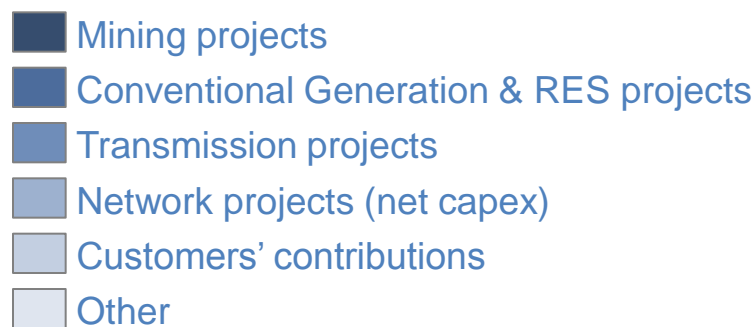 Mining projects
Conventional Generation & RES projects
Transmission projects
Network projects (net capex)
Customers’ contributions
Other